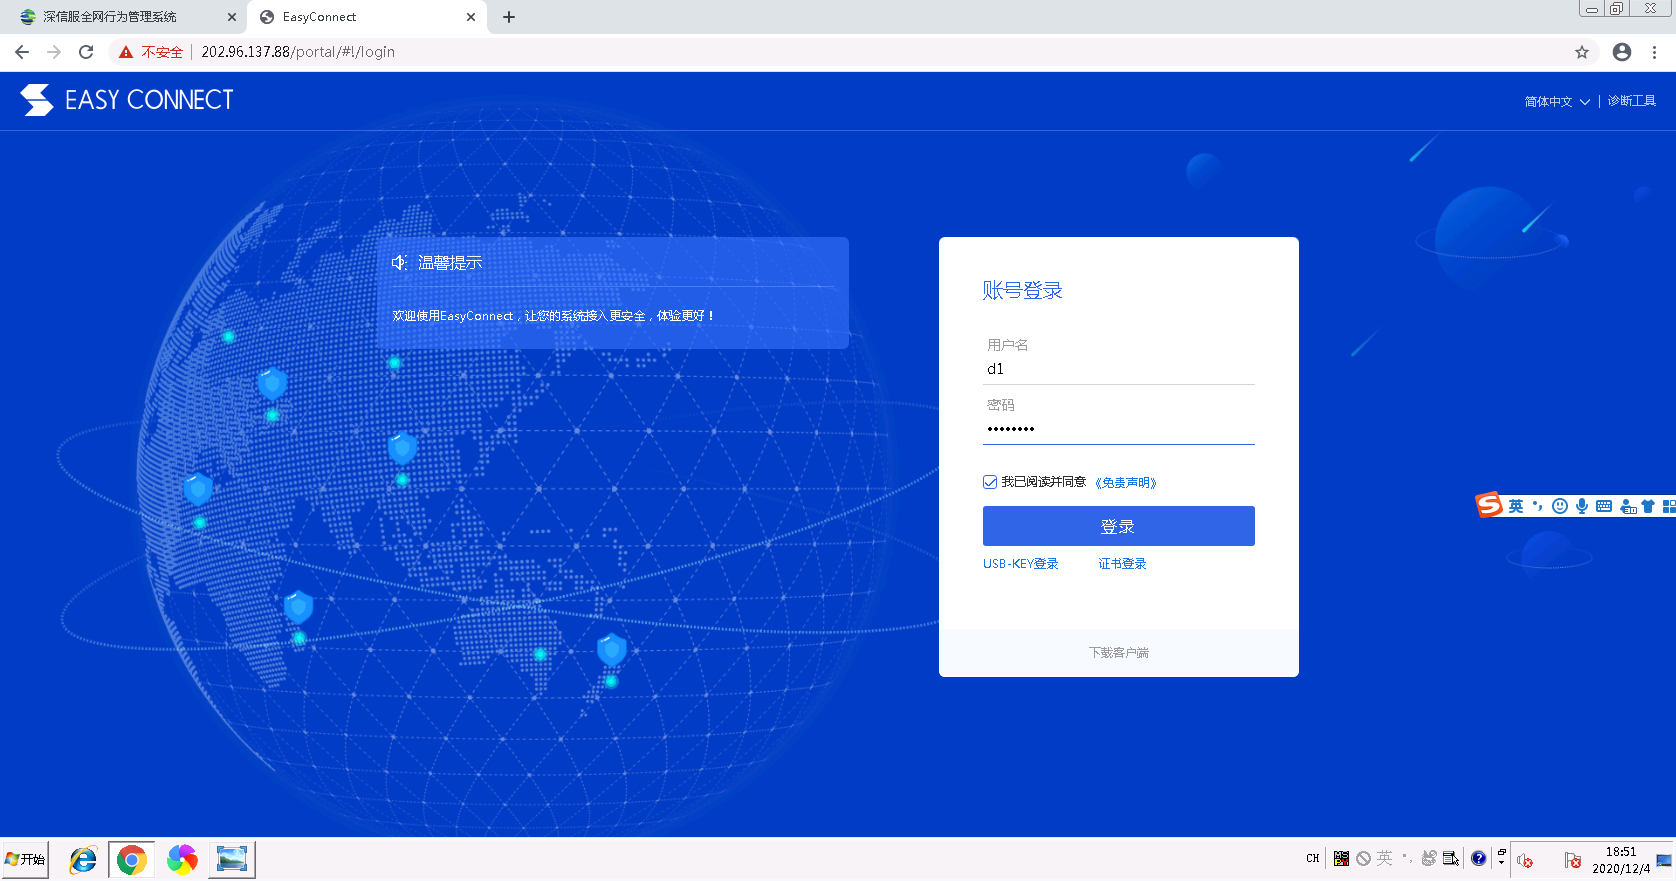 深信服全网行为管理系统
EasyConnect
不安全
202.96.137.88/portal/#!/login
EASY CONNECT
简体中文
诊断工具
温馨提示
欢迎使用EasyConnect，让您的系统接入更安全，体验更好！
账号登录
用户名
d1
密码
••••••••
我已阅读并同意 《免责声明》
登录
USB-KEY登录
证书登录
下载客户端
英
开始
CH
英
18:51
2020/12/4